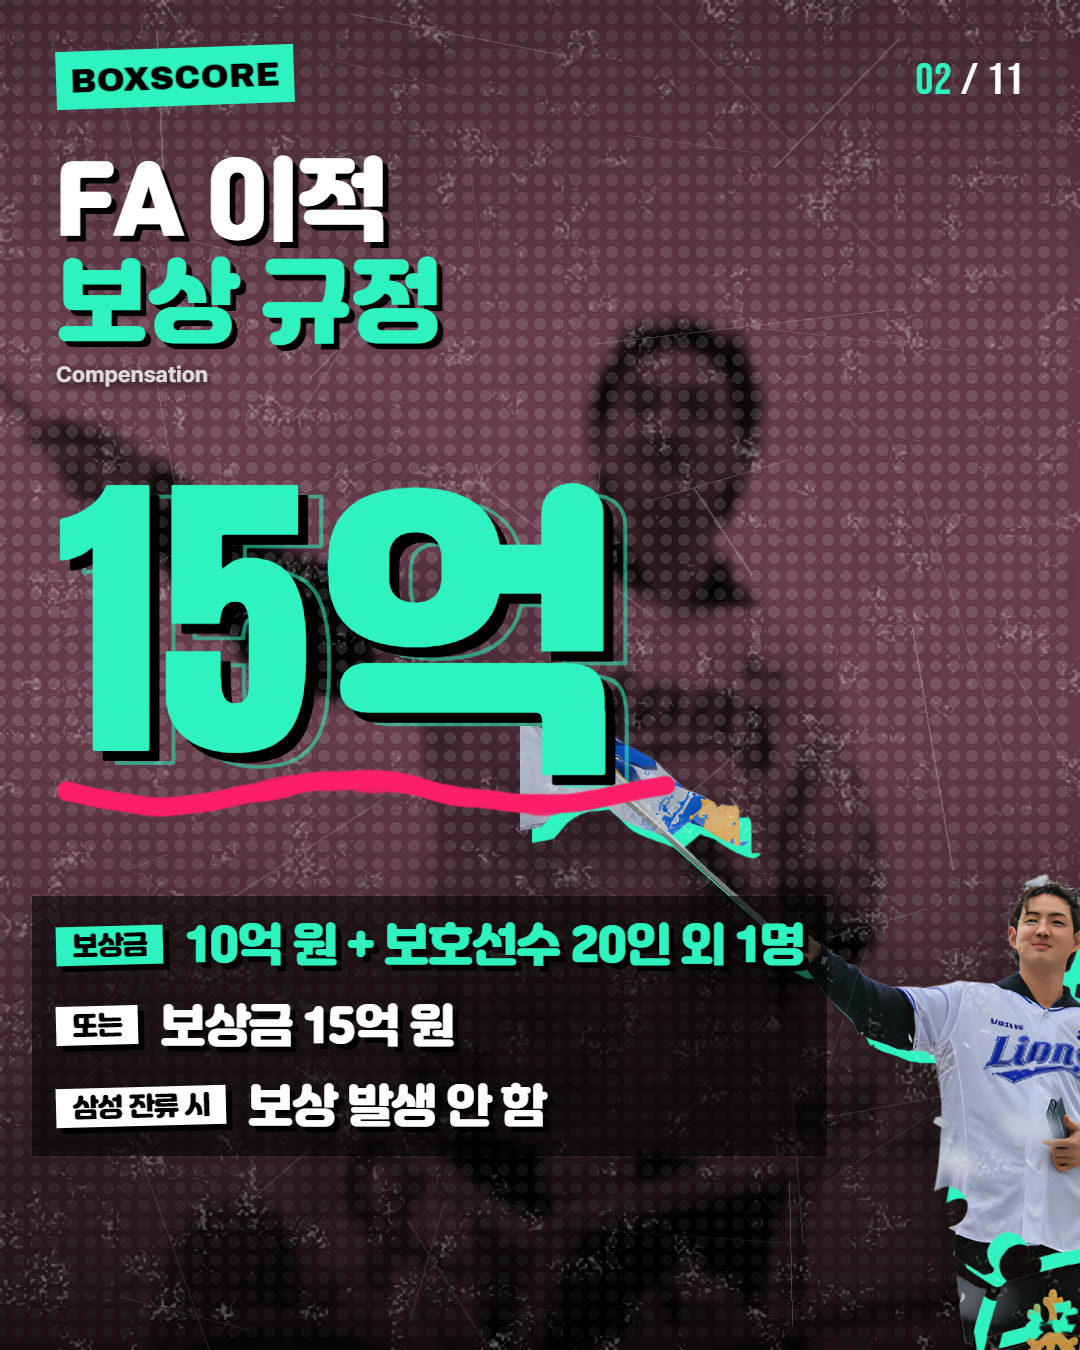 BOXSCORE
02 / 11
FA 이적
보상 규정
Compensation
15억
보상금 10억 원 + 보호선수 20인 외 1명
또는 보상금 15억 원
삼성 잔류 시 보상 발생 안 함
Lions